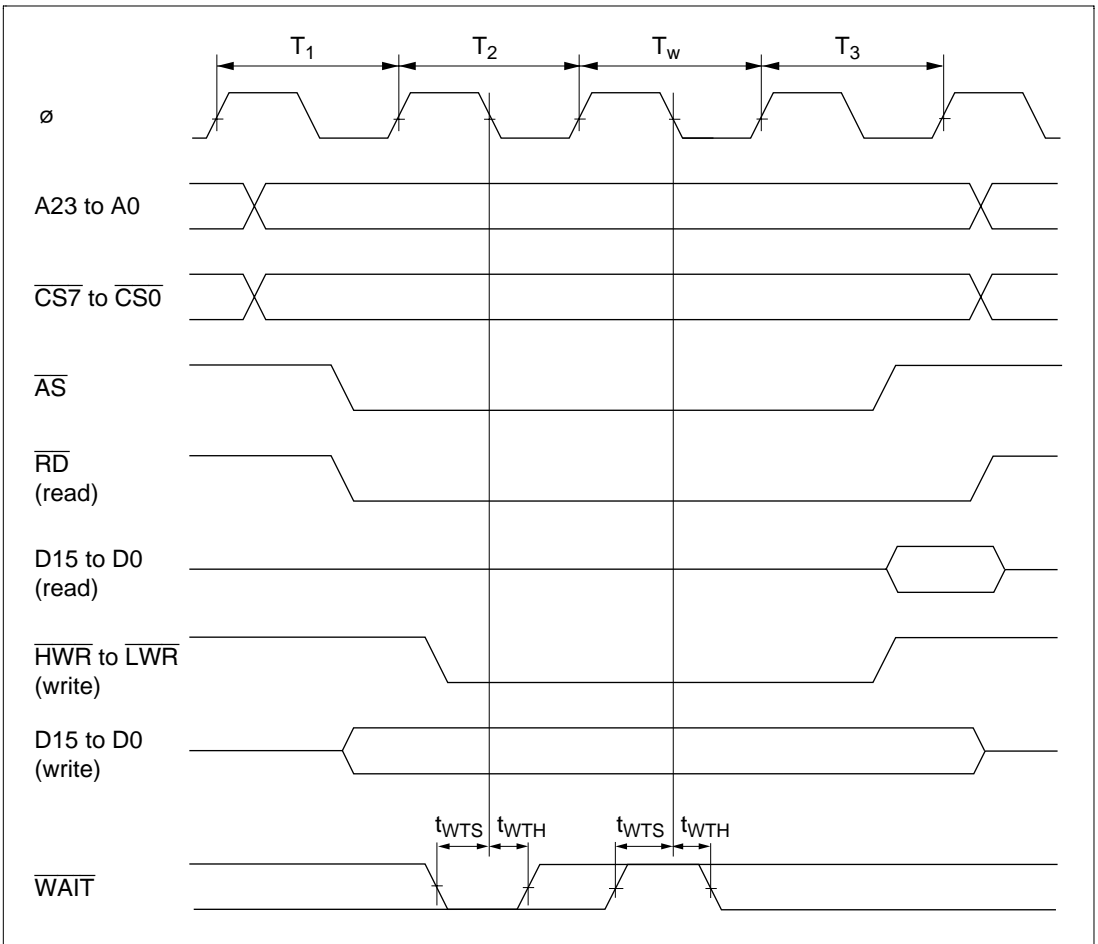 T1 T2 Tw T3
ø
A23 to A0
CS7 to CS0
AS
RD
(read)
D15 to D0
(read)
HWR to LWR
(write)
D15 to D0
(write)
tWTS tWTH tWTS tWTH
WAIT